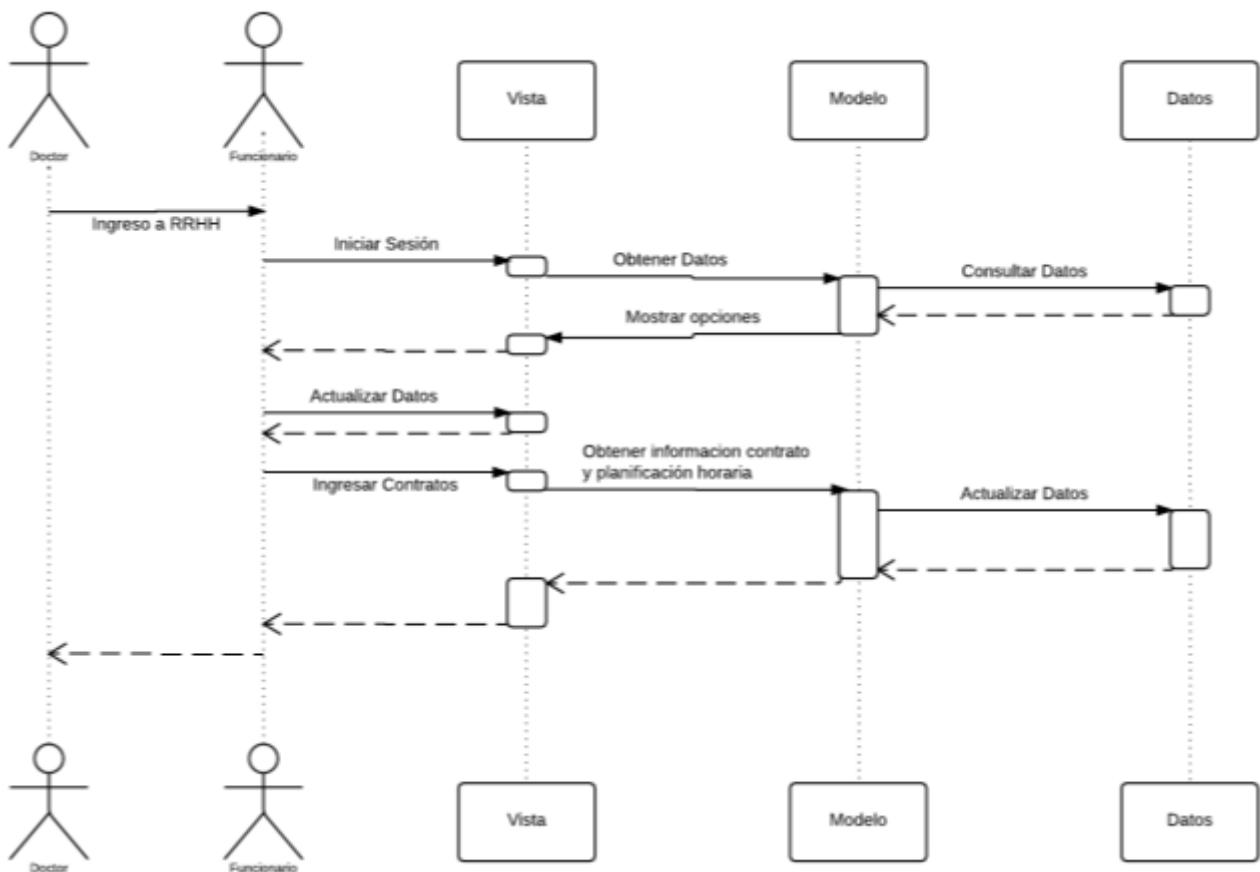 Vista
Modelo
Datos
Doctor
Funcionario
Ingreso a RRHH
Iniciar Sesión
Obtener Datos
Consultar Datos
Mostrar opciones
Actualizar Datos
Obtener informacion contrato
y planificación horaria
Ingresar Contratos
Actualizar Datos
Vista
Modelo
Datos
Doctor
Funcionario